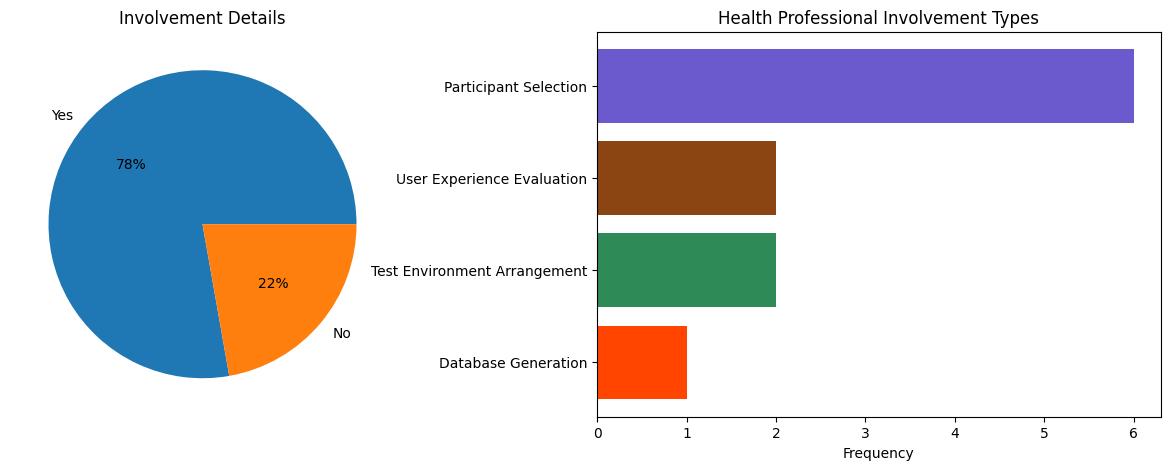 Involvement Details
Yes
78%
22%
No
Health Professional Involvement Types
Participant Selection
User Experience Evaluation
Test Environment Arrangement
Database Generation
0 1 2 3 4 5 6
Frequency